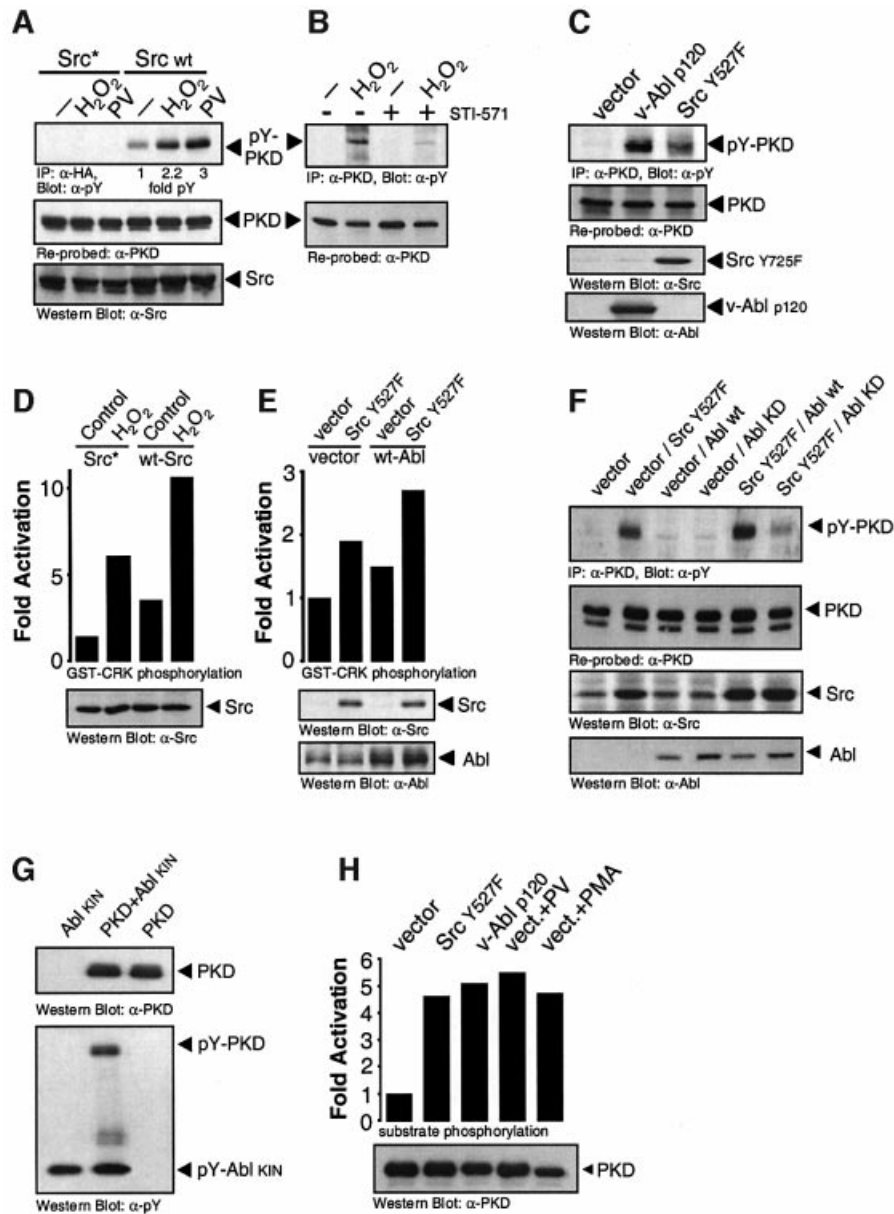 A
Src* Src wt
– H2O2 PV – H2O2 PV
pY-PKD
IP: α-HA,
Blot: α-pY
1 2.2 3
fold pY
PKD
Re-probed: α-PKD
Src
Western Blot: α-Src
B
– H2O2 – H2O2
- - + + STI-571
IP: α-PKD, Blot: α-pY
Re-probed: α-PKD
C
vector v-Abl p120 Src Y527F
pY-PKD
IP: α-PKD, Blot: α-pY
PKD
Re-probed: α-PKD
Src Y725F
Western Blot: α-Src
v-Abl p120
Western Blot: α-Abl
D
Control H2O2 Control H2O2
Src* wt-Src
10
5
0
Fold Activation
GST-CRK phosphorylation
Src
Western Blot: α-Src
E
vector Src Y527F vector Src Y527F
vector wt-Abl
3
2
1
0
Fold Activation
GST-CRK phosphorylation
Src
Western Blot: α-Src
Abl
Western Blot: α-Abl
F
vector
vector / Src Y527F
vector / Abl wt
vector / Abl KD
Src Y527F / Abl wt
Src Y527F / Abl KD
pY-PKD
IP: α-PKD, Blot: α-pY
PKD
Re-probed: α-PKD
Src
Western Blot: α-Src
Abl
Western Blot: α-Abl
G
Abl KIN PKD+Abl KIN PKD
PKD
Western Blot: α-PKD
pY-PKD
pY-Abl KIN
Western Blot: α-pY
H
vector Src Y527F v-Abl p120 vect.+PV vect.+PMA
6
5
4
3
2
1
0
Fold Activation
substrate phosphorylation
PKD
Western Blot: α-PKD